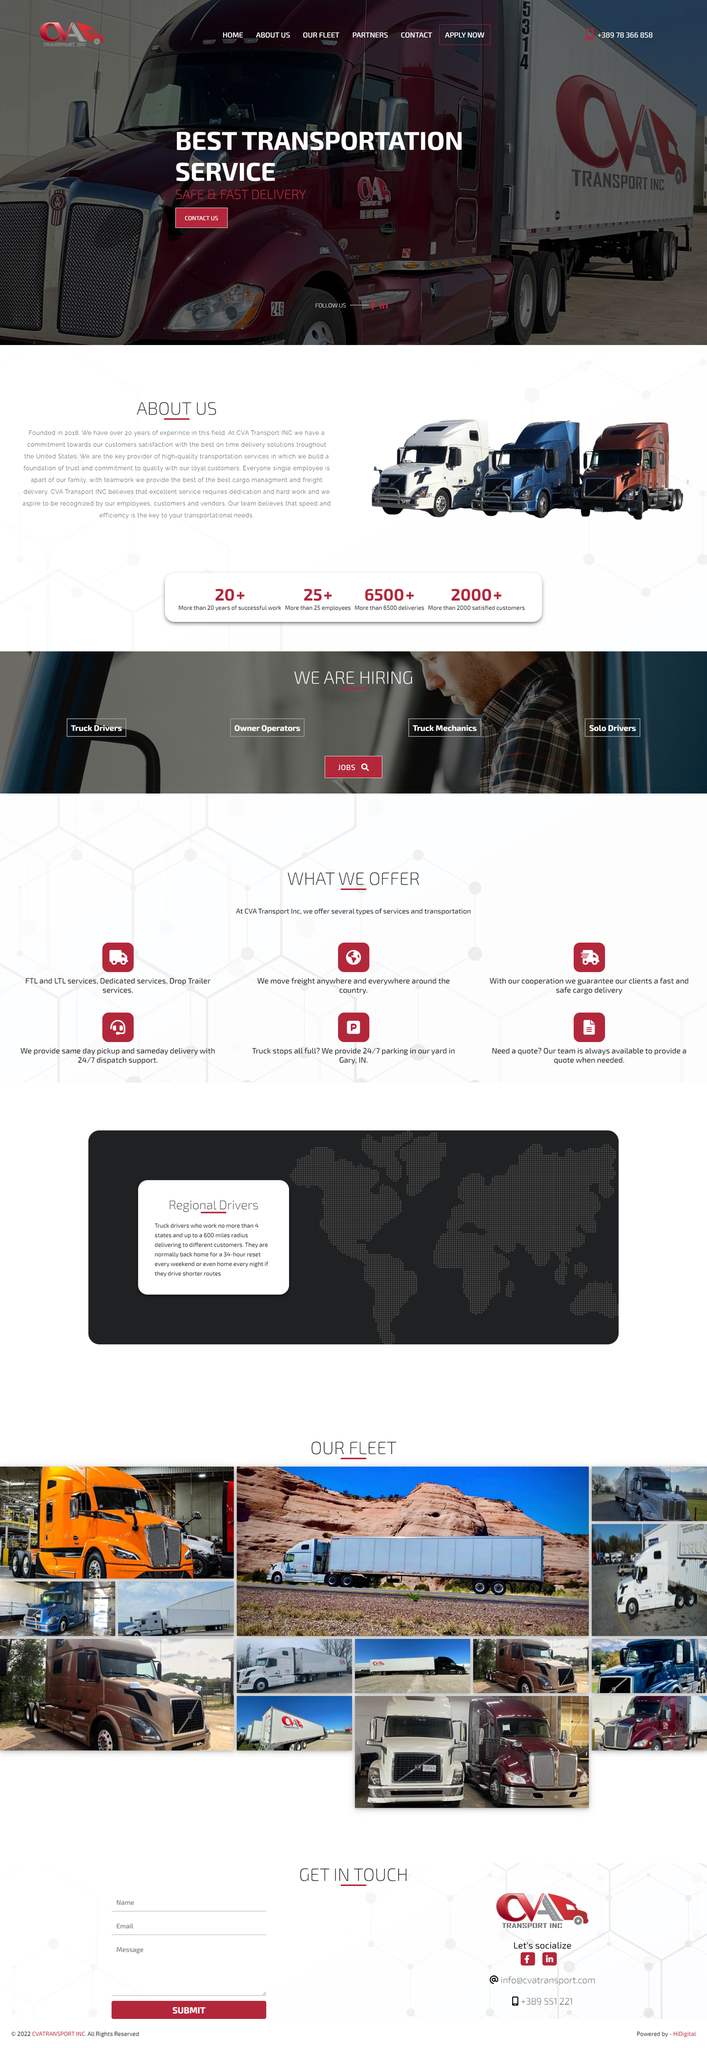 CVA
TRANSPORT INC
HOME
ABOUT US
OUR FLEET
PARTNERS
CONTACT
APPLY NOW
+389 78 366 858
5314
CVA
TRANSPORT INC
BEST TRANSPORTATION
SERVICE
SAFE & FAST DELIVERY
CONTACT US
FOLLOW US
ABOUT US
Founded in 2018. We have over 20 years of experince in this field. At CVA Transport INC we have a
commitment towards our customers satisfaction with the best on time delivery solutions troughout
the United States. We are the key provider of high-quality transportation services in which we build a
foundation of trust and commitment to quality with our loyal customers. Everyone single employee is
apart of our family, with teamwork we provide the best of the best cargo managment and freight
delivery. CVA Transport INC believes that excellent service requires dedication and hard work and we
aspire to be recognized by our employees, customers and vendors. Our team believes that speed and
efficiency is the key to your transportational needs.
20+
More than 20 years of successful work
25+
More than 25 employees
6500+
More than 6500 deliveries
2000+
More than 2000 satisfied customers
WE ARE HIRING
Truck Drivers
Owner Operators
Truck Mechanics
Solo Drivers
JOBS
WHAT WE OFFER
At CVA Transport Inc, we offer several types of services and transportation
FTL and LTL services, Dedicated services, Drop Trailer
services.
We move freight anywhere and everywhere around the
country.
With our cooperation we guarantee our clients a fast and
safe cargo delivery
We provide same day pickup and sameday delivery with
24/7 dispatch support.
Truck stops all full? We provide 24/7 parking in our yard in
Gary, IN.
Need a quote? Our team is always available to provide a
quote when needed.
Regional Drivers
Truck drivers who work no more than 4
states and up to a 600 miles radius
delivering to different customers. They are
normally back home for a 34-hour reset
every weekend or even home every night if
they drive shorter routes
OUR FLEET
GET IN TOUCH
Name
Email
Message
SUBMIT
CVA
TRANSPORT INC
Let's socialize
info@cvatransport.com
+389 551 221
© 2022 CVATRANSPORT INC. All Rights Reserved
Powered by - HiDigital